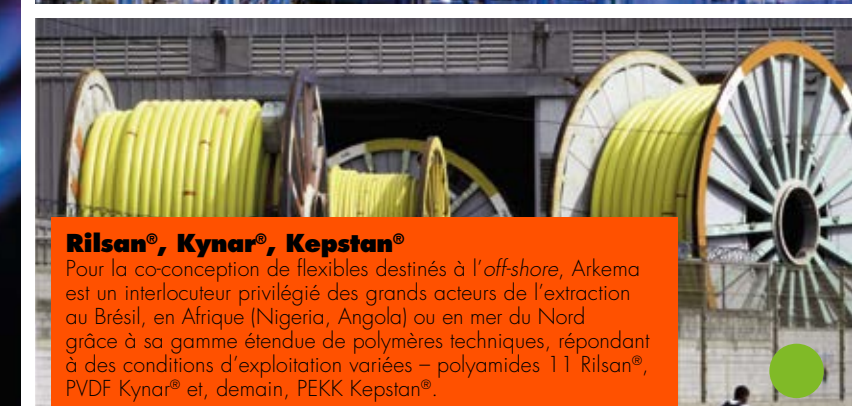 Rilsan®, Kynar®, Kepstan®
Pour la co-conception de flexibles destinés à l’off-shore, Arkema
est un interlocuteur privilégié des grands acteurs de l’extraction
au Brésil, en Afrique (Nigeria, Angola) ou en mer du Nord
grâce à sa gamme étendue de polymères techniques, répondant
à des conditions d’exploitation variées – polyamides 11 Rilsan®,
PVDF Kynar® et, demain, PEKK Kepstan®.